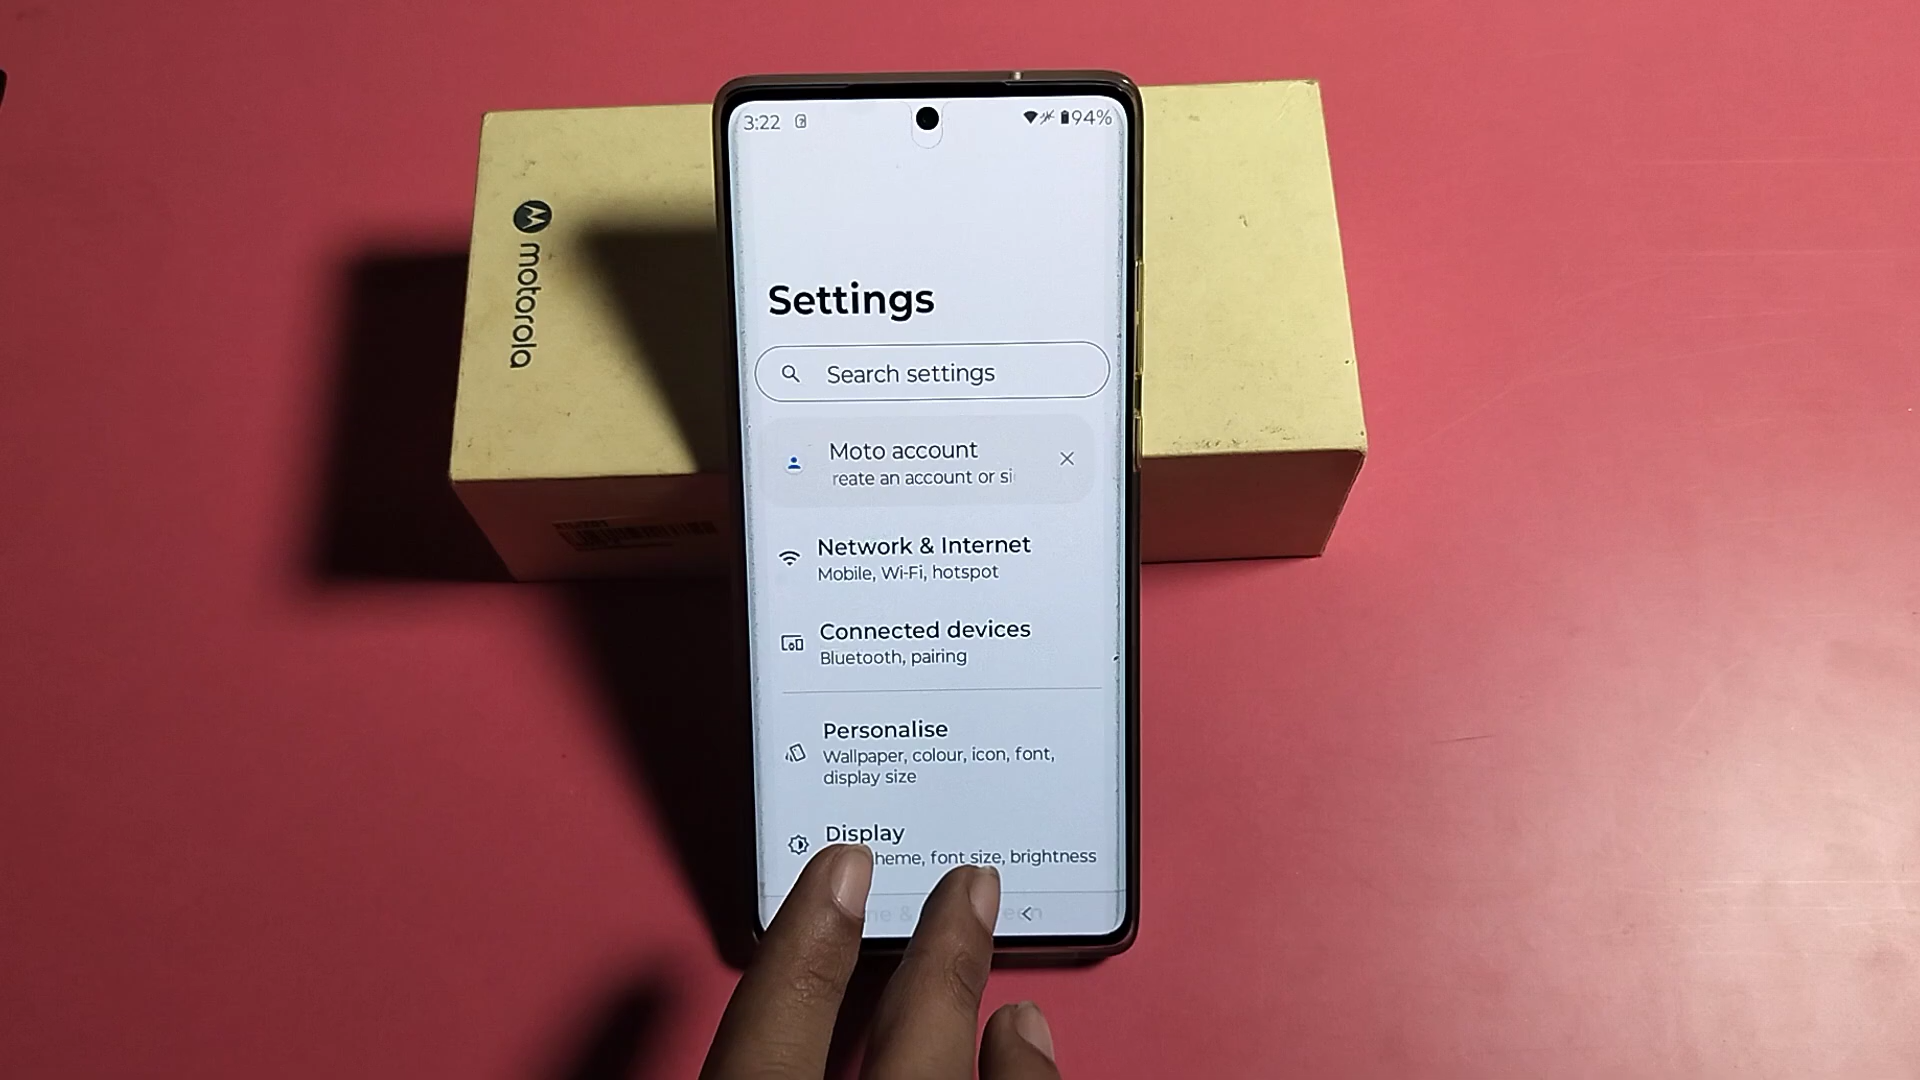 motorola
3:22
94%
Settings
Search settings
Moto account
reate an account or si
Network & Internet
Mobile, Wi-Fi, hotspot
Connected devices
Bluetooth, pairing
Personalise
Wallpaper, colour, icon, font,
display size
Display
heme, font size, brightness